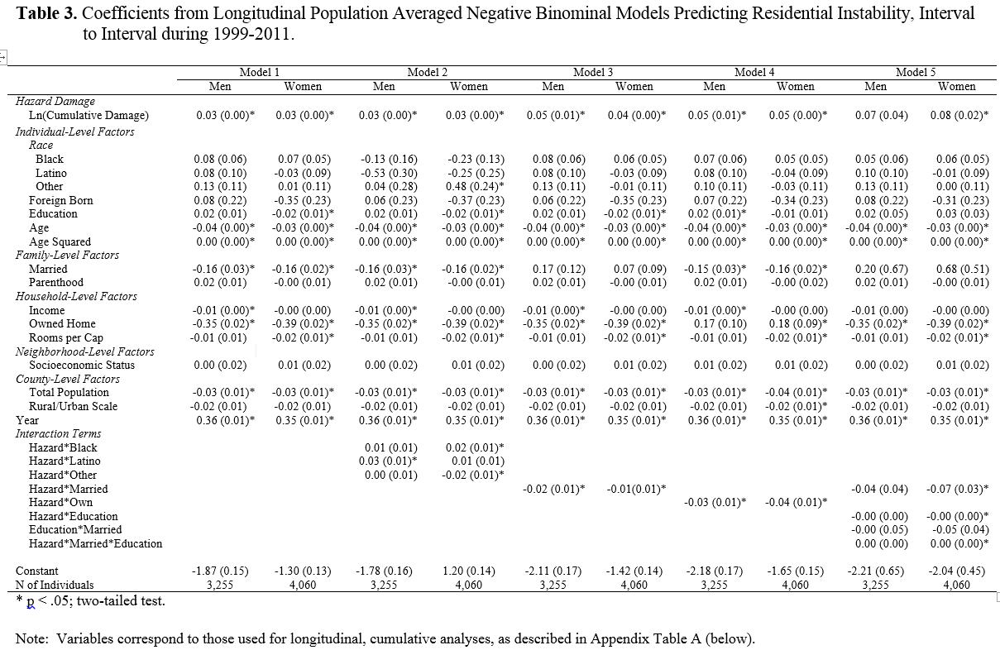 Table 3. Coefficients from Longitudinal Population Averaged Negative Binominal Models Predicting Residential Instability, Interval
to Interval during 1999-2011.
Model 1 Model 2 Model 3 Model 4 Model 5
Men Women Men Women Men Women Men Women Men Women
Hazard Damage
Ln(Cumulative Damage) 0.03 (0.00)* 0.03 (0.00)* 0.03 (0.00)* 0.03 (0.00)* 0.05 (0.01)* 0.04 (0.00)* 0.05 (0.01)* 0.05 (0.00)* 0.07 (0.04) 0.08 (0.02)*
Individual-Level Factors
Race
Black 0.08 (0.06) 0.07 (0.05) -0.13 (0.16) -0.23 (0.13) 0.08 (0.06) 0.06 (0.05) 0.07 (0.06) 0.05 (0.05) 0.05 (0.06) 0.06 (0.05)
Latino 0.08 (0.10) -0.03 (0.09) -0.53 (0.30) -0.25 (0.25) 0.08 (0.10) -0.03 (0.09) 0.08 (0.10) -0.04 (0.09) 0.10 (0.10) -0.01 (0.09)
Other 0.13 (0.11) 0.01 (0.11) 0.04 (0.28) 0.48 (0.24)* 0.13 (0.11) -0.01 (0.11) 0.10 (0.11) -0.03 (0.11) 0.13 (0.11) 0.00 (0.11)
Foreign Born 0.08 (0.22) -0.35 (0.23) 0.06 (0.23) -0.37 (0.23) 0.06 (0.22) -0.35 (0.23) 0.07 (0.22) -0.34 (0.23) 0.08 (0.22) -0.31 (0.23)
Education 0.02 (0.01) -0.02 (0.01)* 0.02 (0.01) -0.02 (0.01)* 0.02 (0.01) -0.02 (0.01)* 0.02 (0.01)* -0.01 (0.01) 0.02 (0.05) 0.03 (0.03)
Age -0.04 (0.00)* -0.03 (0.00)* -0.04 (0.00)* -0.03 (0.00)* -0.04 (0.00)* -0.03 (0.00)* -0.04 (0.00)* -0.03 (0.00)* -0.04 (0.00)* -0.03 (0.00)*
Age Squared 0.00 (0.00)* 0.00 (0.00)* 0.00 (0.00)* 0.00 (0.00)* 0.00 (0.00)* 0.00 (0.00)* 0.00 (0.00)* 0.00 (0.00)* 0.00 (0.00)* 0.00 (0.00)*
Family-Level Factors
Married -0.16 (0.03)* -0.16 (0.02)* -0.16 (0.03)* -0.16 (0.02)* 0.17 (0.12) 0.07 (0.09) -0.15 (0.03)* -0.16 (0.02)* 0.20 (0.67) 0.68 (0.51)
Parenthood 0.02 (0.01) -0.00 (0.01) 0.02 (0.01) -0.00 (0.01) 0.02 (0.01) -0.00 (0.01) 0.02 (0.01) -0.00 (0.02) 0.02 (0.01) -0.00 (0.01)
Household-Level Factors
Income -0.01 (0.00)* -0.00 (0.00) -0.01 (0.00)* -0.00 (0.00) -0.01 (0.00)* -0.00 (0.00) -0.01 (0.00)* -0.00 (0.00) -0.01 (0.00) -0.00 (0.00)
Owned Home -0.35 (0.02)* -0.39 (0.02)* -0.35 (0.02)* -0.39 (0.02)* -0.35 (0.02)* -0.39 (0.02)* 0.17 (0.10) 0.18 (0.09)* -0.35 (0.02)* -0.39 (0.02)*
Rooms per Cap -0.01 (0.01) -0.02 (0.01)* -0.01 (0.01) -0.02 (0.01)* -0.01 (0.01) -0.02 (0.01)* -0.01 (0.01) -0.02 (0.01)* -0.01 (0.01) -0.02 (0.01)*
Neighborhood-Level Factors
Socioeconomic Status 0.00 (0.02) 0.01 (0.02) 0.00 (0.02) 0.01 (0.02) 0.00 (0.02) 0.01 (0.02) 0.01 (0.02) 0.01 (0.02) 0.00 (0.02) 0.01 (0.02)
County-Level Factors
Total Population -0.03 (0.01)* -0.03 (0.01)* -0.03 (0.01)* -0.03 (0.01)* -0.03 (0.01)* -0.03 (0.01)* -0.03 (0.01)* -0.04 (0.01)* -0.03 (0.01)* -0.03 (0.01)*
Rural/Urban Scale -0.02 (0.01) -0.02 (0.01) -0.02 (0.01) -0.02 (0.01) -0.02 (0.01) -0.02 (0.01) -0.02 (0.01) -0.02 (0.01)* -0.02 (0.01) -0.02 (0.01)
Year 0.36 (0.01)* 0.35 (0.01)* 0.36 (0.01)* 0.35 (0.01)* 0.36 (0.01)* 0.35 (0.01)* 0.36 (0.01)* 0.35 (0.01)* 0.36 (0.01)* 0.35 (0.01)*
Interaction Terms
Hazard*Black 0.01 (0.01) 0.02 (0.01)*
Hazard*Latino 0.03 (0.01)* 0.01 (0.01)
Hazard*Other 0.00 (0.01) -0.02 (0.01)*
Hazard*Married -0.02 (0.01)* -0.01(0.01)* -0.04 (0.04) -0.07 (0.03)*
Hazard*Own -0.03 (0.01)* -0.04 (0.01)*
Hazard*Education -0.00 (0.00) -0.00 (0.00)*
Education*Married -0.00 (0.05) -0.05 (0.04)
Hazard*Married*Education 0.00 (0.00) 0.00 (0.00)*
Constant -1.87 (0.15) -1.30 (0.13) -1.78 (0.16) 1.20 (0.14) -2.11 (0.17) -1.42 (0.14) -2.18 (0.17) -1.65 (0.15) -2.21 (0.65) -2.04 (0.45)
N of Individuals 3,255 4,060 3,255 4,060 3,255 4,060 3,255 4,060 3,255 4,060
* p < .05; two-tailed test.
Note: Variables correspond to those used for longitudinal, cumulative analyses, as described in Appendix Table A (below).